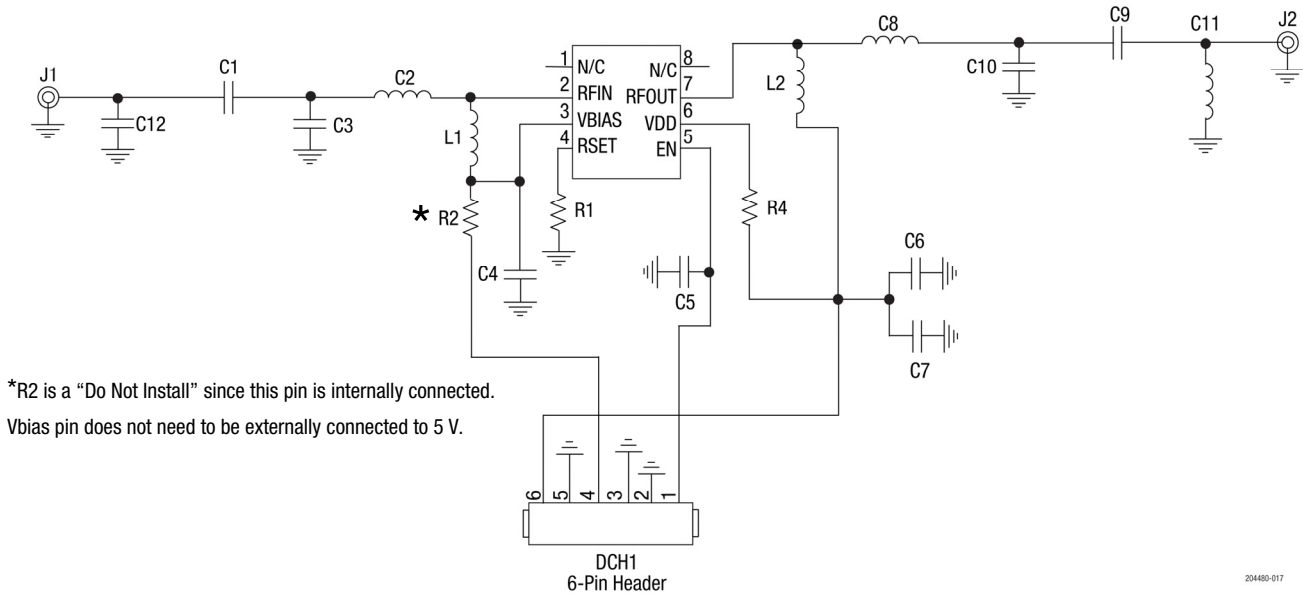 C8
C9
C11
J2
J1
C1
C2
1
N/C
8
N/C
C10
L2
2
RFIN
7
RFOUT
C12
C3
L1
3
VBIAS
6
VDD
4
RSET
5
EN
* R2
R1
R4
C4
C5
C6
C7
*R2 is a “Do Not Install” since this pin is internally connected.
Vbias pin does not need to be externally connected to 5 V.
6
5
4
3
2
1
DCH1
6-Pin Header
204480-017